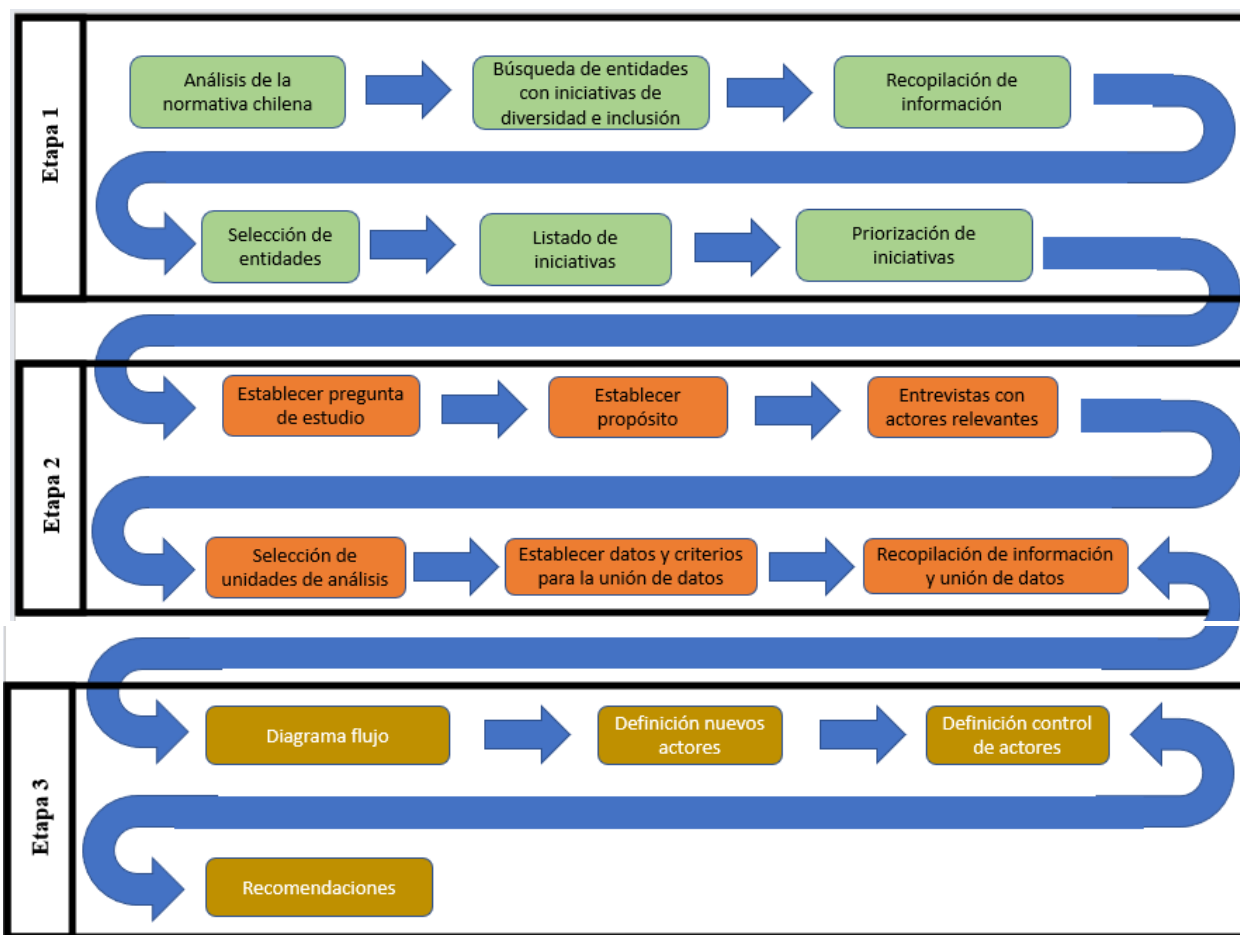 Etapa 1
Análisis de la
normativa chilena
Búsqueda de entidades
con iniciativas de
diversidad e inclusión
Recopilación de
información
Selección de
entidades
Listado de
iniciativas
Priorización de
iniciativas
Etapa 2
Establecer pregunta
de estudio
Establecer
propósito
Entrevistas con
actores relevantes
Selección de
unidades de análisis
Establecer datos y criterios
para la unión de datos
Recopilación de información
y unión de datos
Etapa 3
Diagrama flujo
Definición nuevos
actores
Definición control
de actores
Recomendaciones